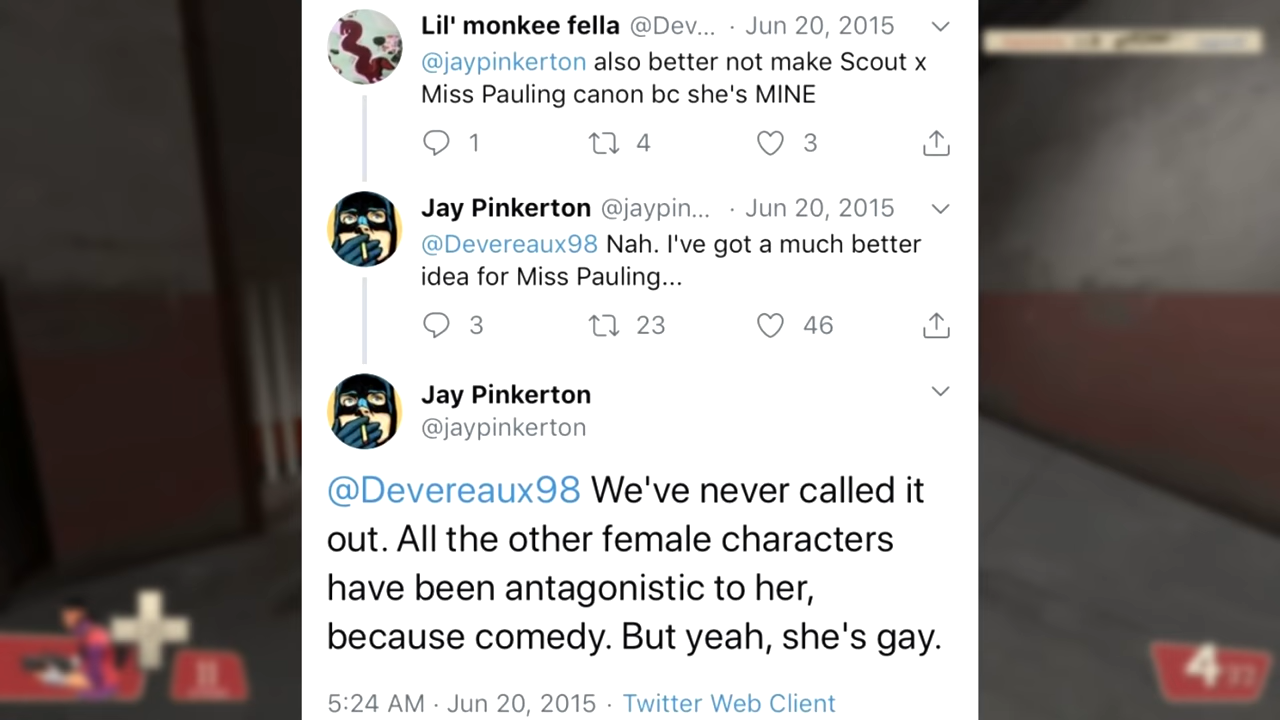 Lil' monkee fella @Dev... · Jun 20, 2015
@jaypinkerton also better not make Scout x
Miss Pauling canon bc she's MINE
1 4 3
Jay Pinkerton @jaypin... · Jun 20, 2015
@Devereaux98 Nah. I've got a much better
idea for Miss Pauling...
3 23 46
Jay Pinkerton
@jaypinkerton
@Devereaux98 We've never called it
out. All the other female characters
have been antagonistic to her,
because comedy. But yeah, she's gay.
5:24 AM · Jun 20, 2015 · Twitter Web Client
11
4